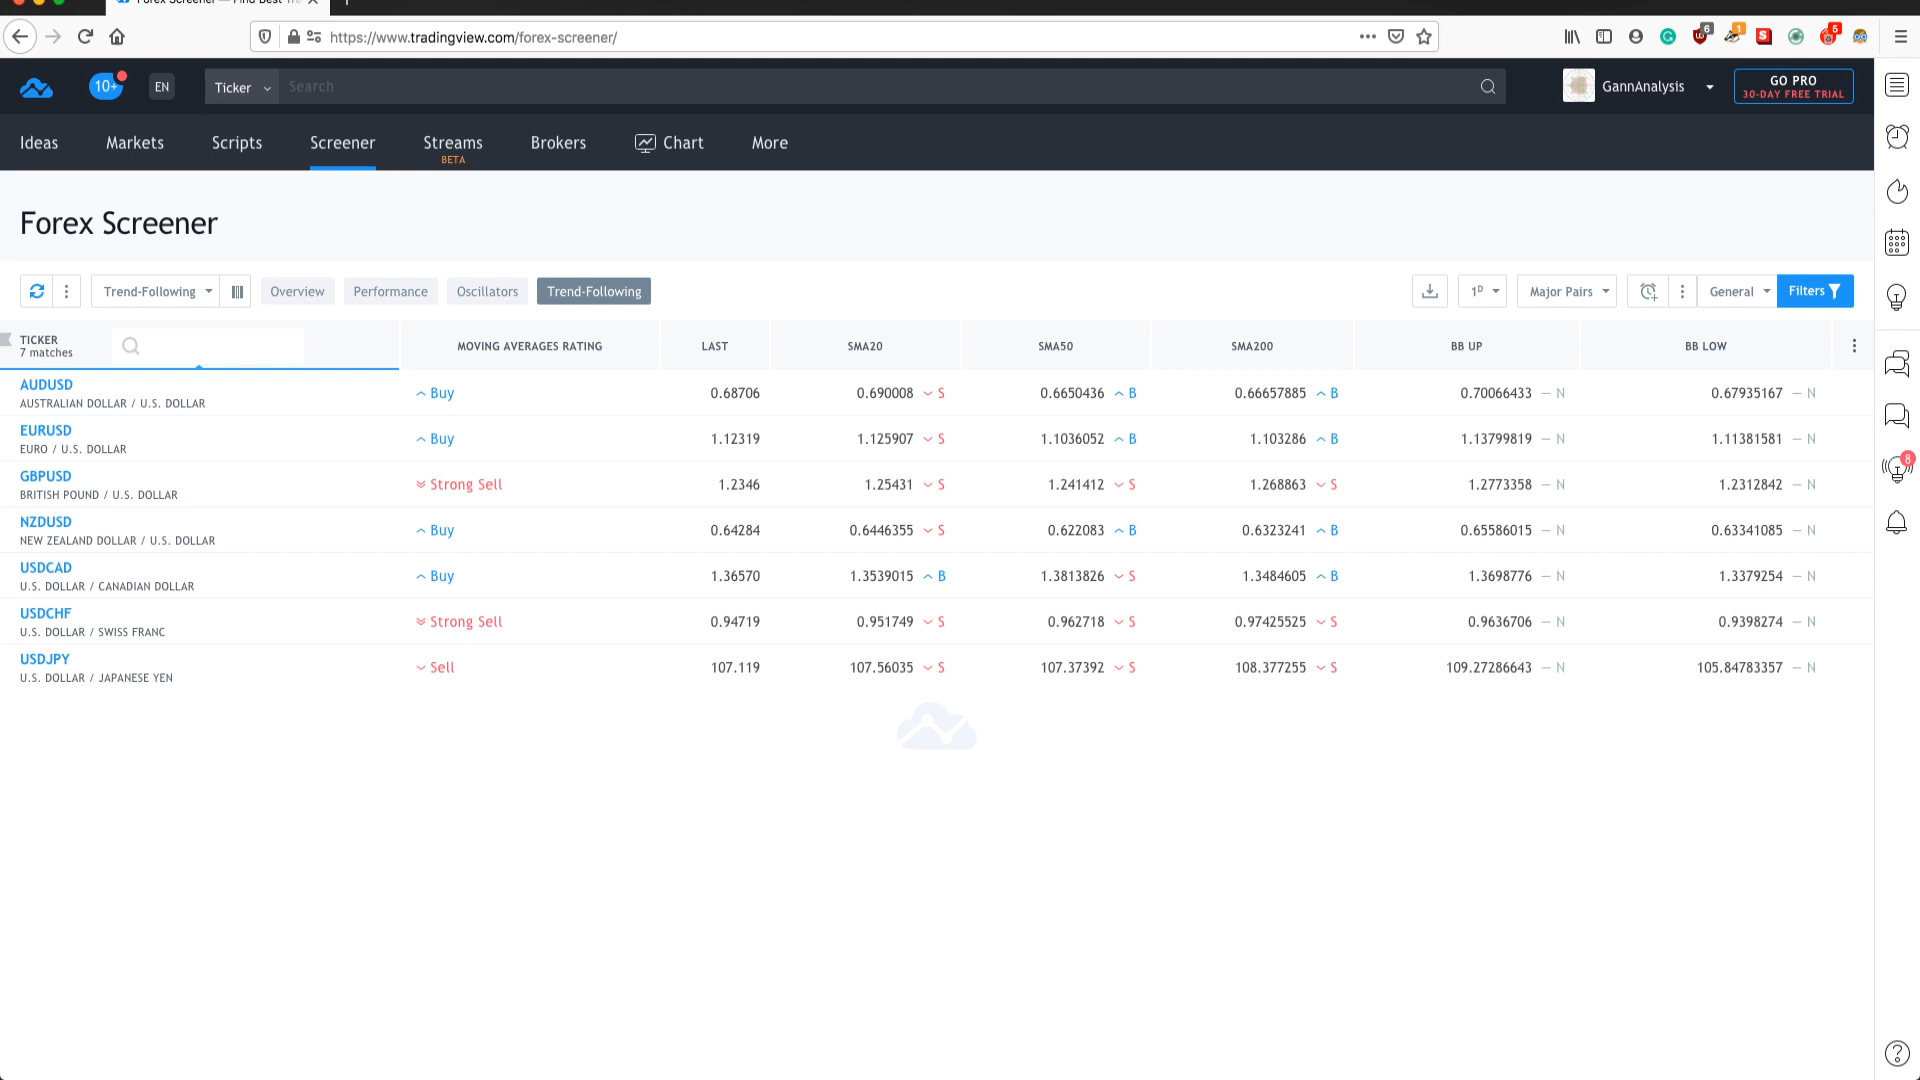 Forex Screener — Find Best Tr
https://www.tradingview.com/forex-screener/
6
1
S
5
10+
EN
Ticker
Search
GannAnalysis
GO PRO
30-DAY FREE TRIAL
Ideas
Markets
Scripts
Screener
Streams
BETA
Brokers
Chart
More
Forex Screener
Trend-Following
Overview
Performance
Oscillators
Trend-Following
1D
Major Pairs
General
Filters
TICKER
7 matches
MOVING AVERAGES RATING LAST SMA20 SMA50 SMA200 BB UP BB LOW
AUDUSD
AUSTRALIAN DOLLAR / U.S. DOLLAR
Buy 0.68706 0.690008 S 0.6650436 B 0.66657885 B 0.70066433 — N 0.67935167 — N
EURUSD
EURO / U.S. DOLLAR
Buy 1.12319 1.125907 S 1.1036052 B 1.103286 B 1.13799819 — N 1.11381581 — N
GBPUSD
BRITISH POUND / U.S. DOLLAR
Strong Sell 1.2346 1.25431 S 1.241412 S 1.268863 S 1.2773358 — N 1.2312842 — N
NZDUSD
NEW ZEALAND DOLLAR / U.S. DOLLAR
Buy 0.64284 0.6446355 S 0.622083 B 0.6323241 B 0.65586015 — N 0.63341085 — N
USDCAD
U.S. DOLLAR / CANADIAN DOLLAR
Buy 1.36570 1.3539015 B 1.3813826 S 1.3484605 B 1.3698776 — N 1.3379254 — N
USDCHF
U.S. DOLLAR / SWISS FRANC
Strong Sell 0.94719 0.951749 S 0.962718 S 0.97425525 S 0.9636706 — N 0.9398274 — N
USDJPY
U.S. DOLLAR / JAPANESE YEN
Sell 107.119 107.56035 S 107.37392 S 108.377255 S 109.27286643 — N 105.84783357 — N
8